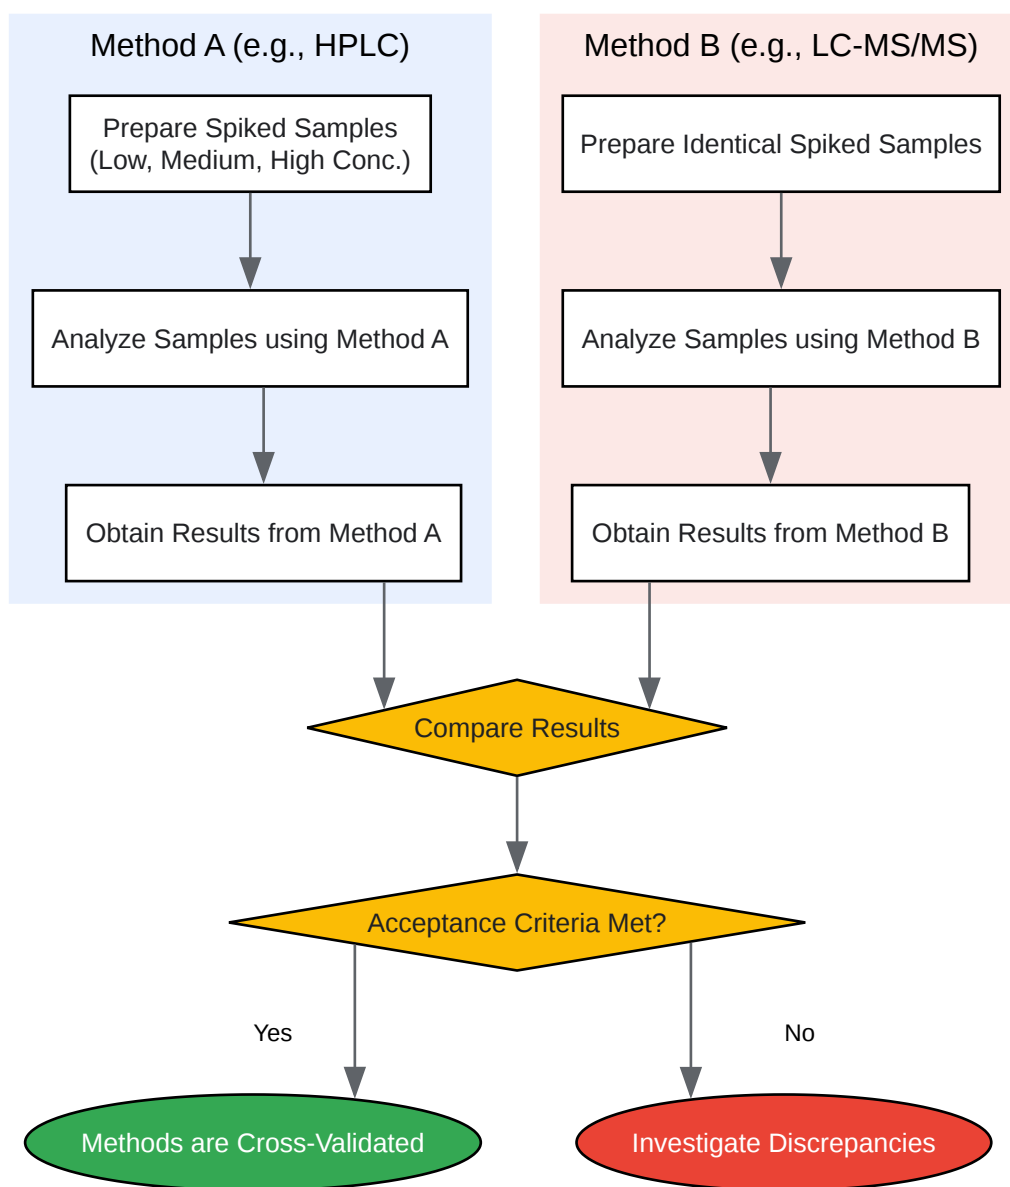 Method A (e.g., HPLC)
Prepare Spiked Samples
(Low, Medium, High Conc.)
Analyze Samples using Method A
Obtain Results from Method A
Method B (e.g., LC-MS/MS)
Prepare Identical Spiked Samples
Analyze Samples using Method B
Obtain Results from Method B
Compare Results
Acceptance Criteria Met?
Yes
No
Methods are Cross-Validated
Investigate Discrepancies